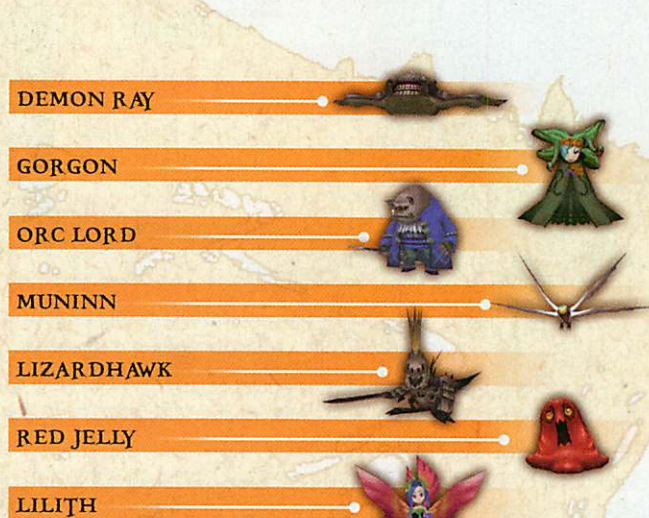 DEMON RAY
GORGON
ORC LORD
MUNINN
LIZARDHAWK
RED JELLY
LILITH